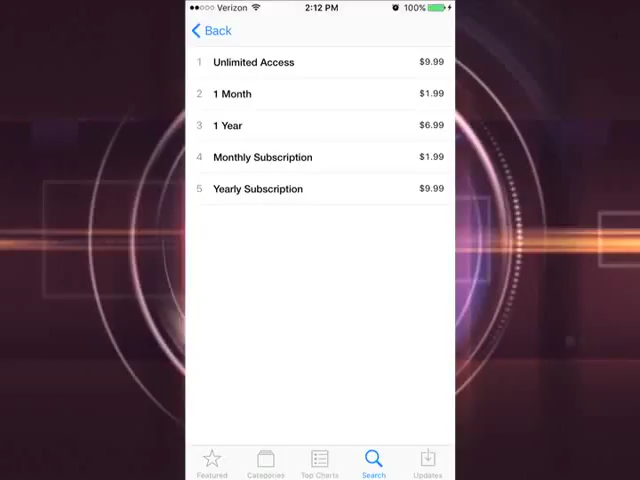 Verizon 2:12 PM 100%
Back
1 Unlimited Access $9.99
2 1 Month $1.99
3 1 Year $6.99
4 Monthly Subscription $1.99
5 Yearly Subscription $9.99
Featured Categories Top Charts Search Updates